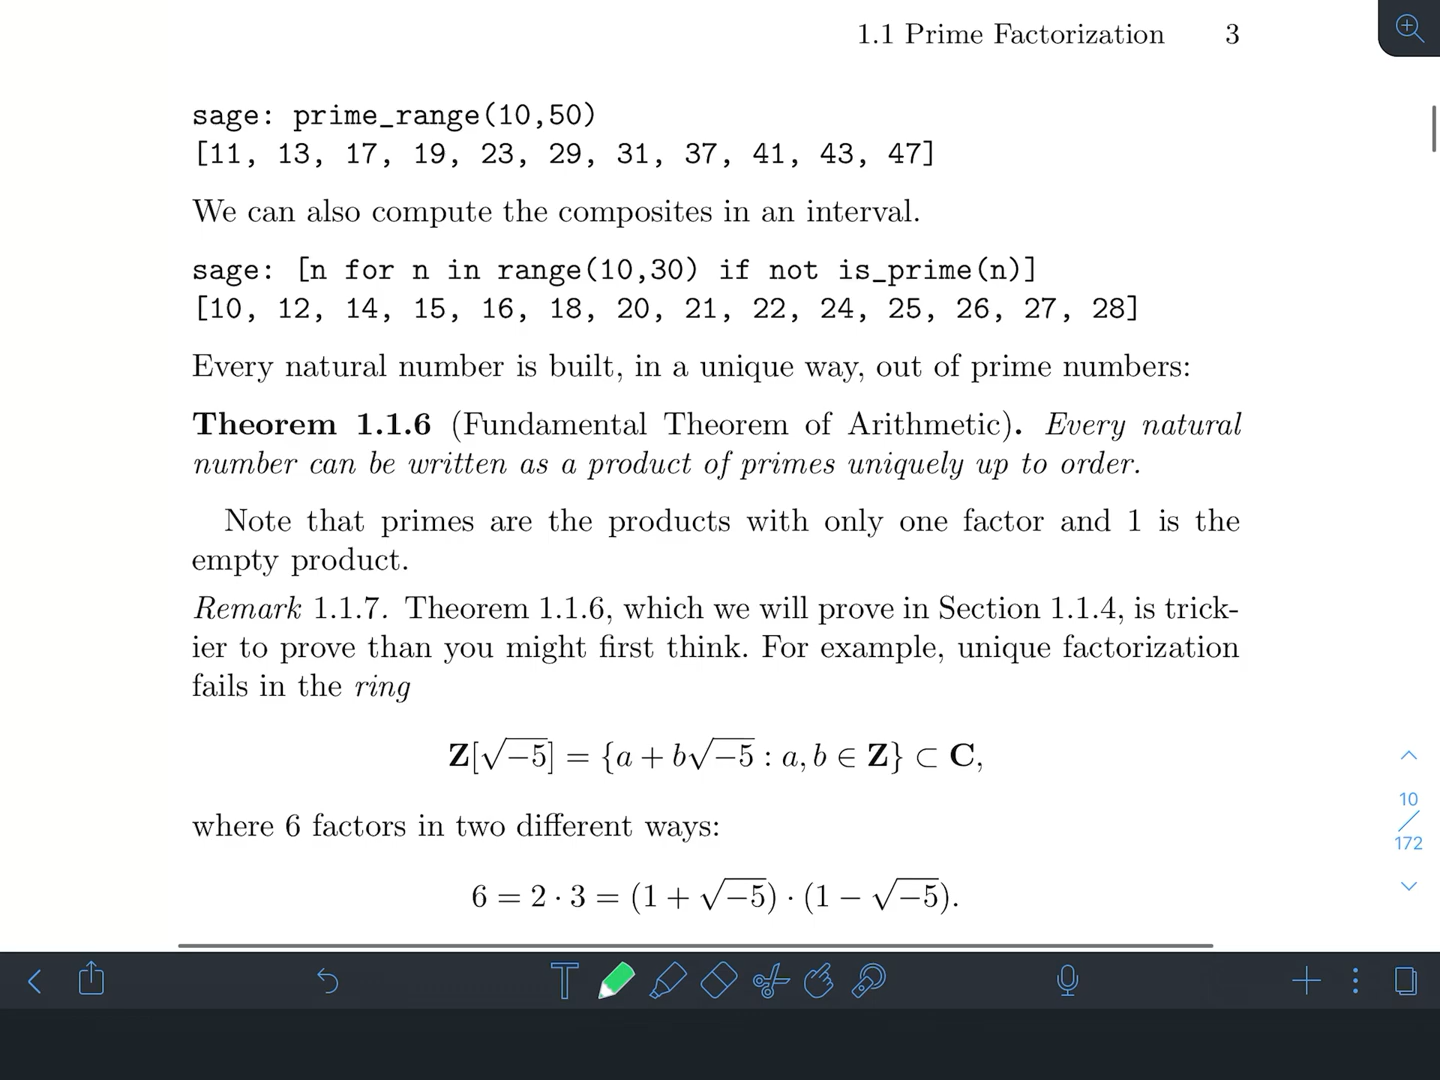 1.1 Prime Factorization 3
sage: prime_range(10,50)
[11, 13, 17, 19, 23, 29, 31, 37, 41, 43, 47]
We can also compute the composites in an interval.
sage: [n for n in range(10,30) if not is_prime(n)]
[10, 12, 14, 15, 16, 18, 20, 21, 22, 24, 25, 26, 27, 28]
Every natural number is built, in a unique way, out of prime numbers:
Theorem 1.1.6 (Fundamental Theorem of Arithmetic). Every natural
number can be written as a product of primes uniquely up to order.
Note that primes are the products with only one factor and 1 is the
empty product.
Remark 1.1.7. Theorem 1.1.6, which we will prove in Section 1.1.4, is trick-
ier to prove than you might first think. For example, unique factorization
fails in the ring
Z[√−5] = {a + b√−5 : a, b ∈ Z} ⊂ C,
where 6 factors in two different ways:
6 = 2 · 3 = (1 + √−5) · (1 − √−5).
10
/
172
T